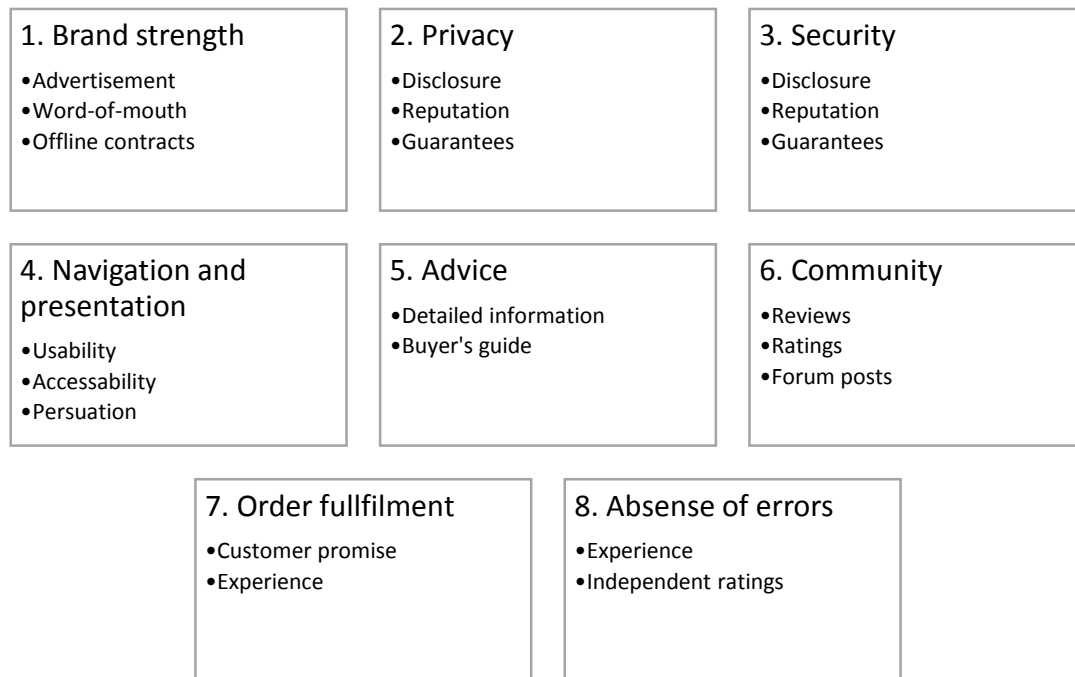 1. Brand strength
•Advertisement
•Word-of-mouth
•Offline contracts
2. Privacy
•Disclosure
•Reputation
•Guarantees
3. Security
•Disclosure
•Reputation
•Guarantees
4. Navigation and
presentation
•Usability
•Accessability
•Persuation
5. Advice
•Detailed information
•Buyer's guide
6. Community
•Reviews
•Ratings
•Forum posts
7. Order fullfilment
•Customer promise
•Experience
8. Absense of errors
•Experience
•Independent ratings